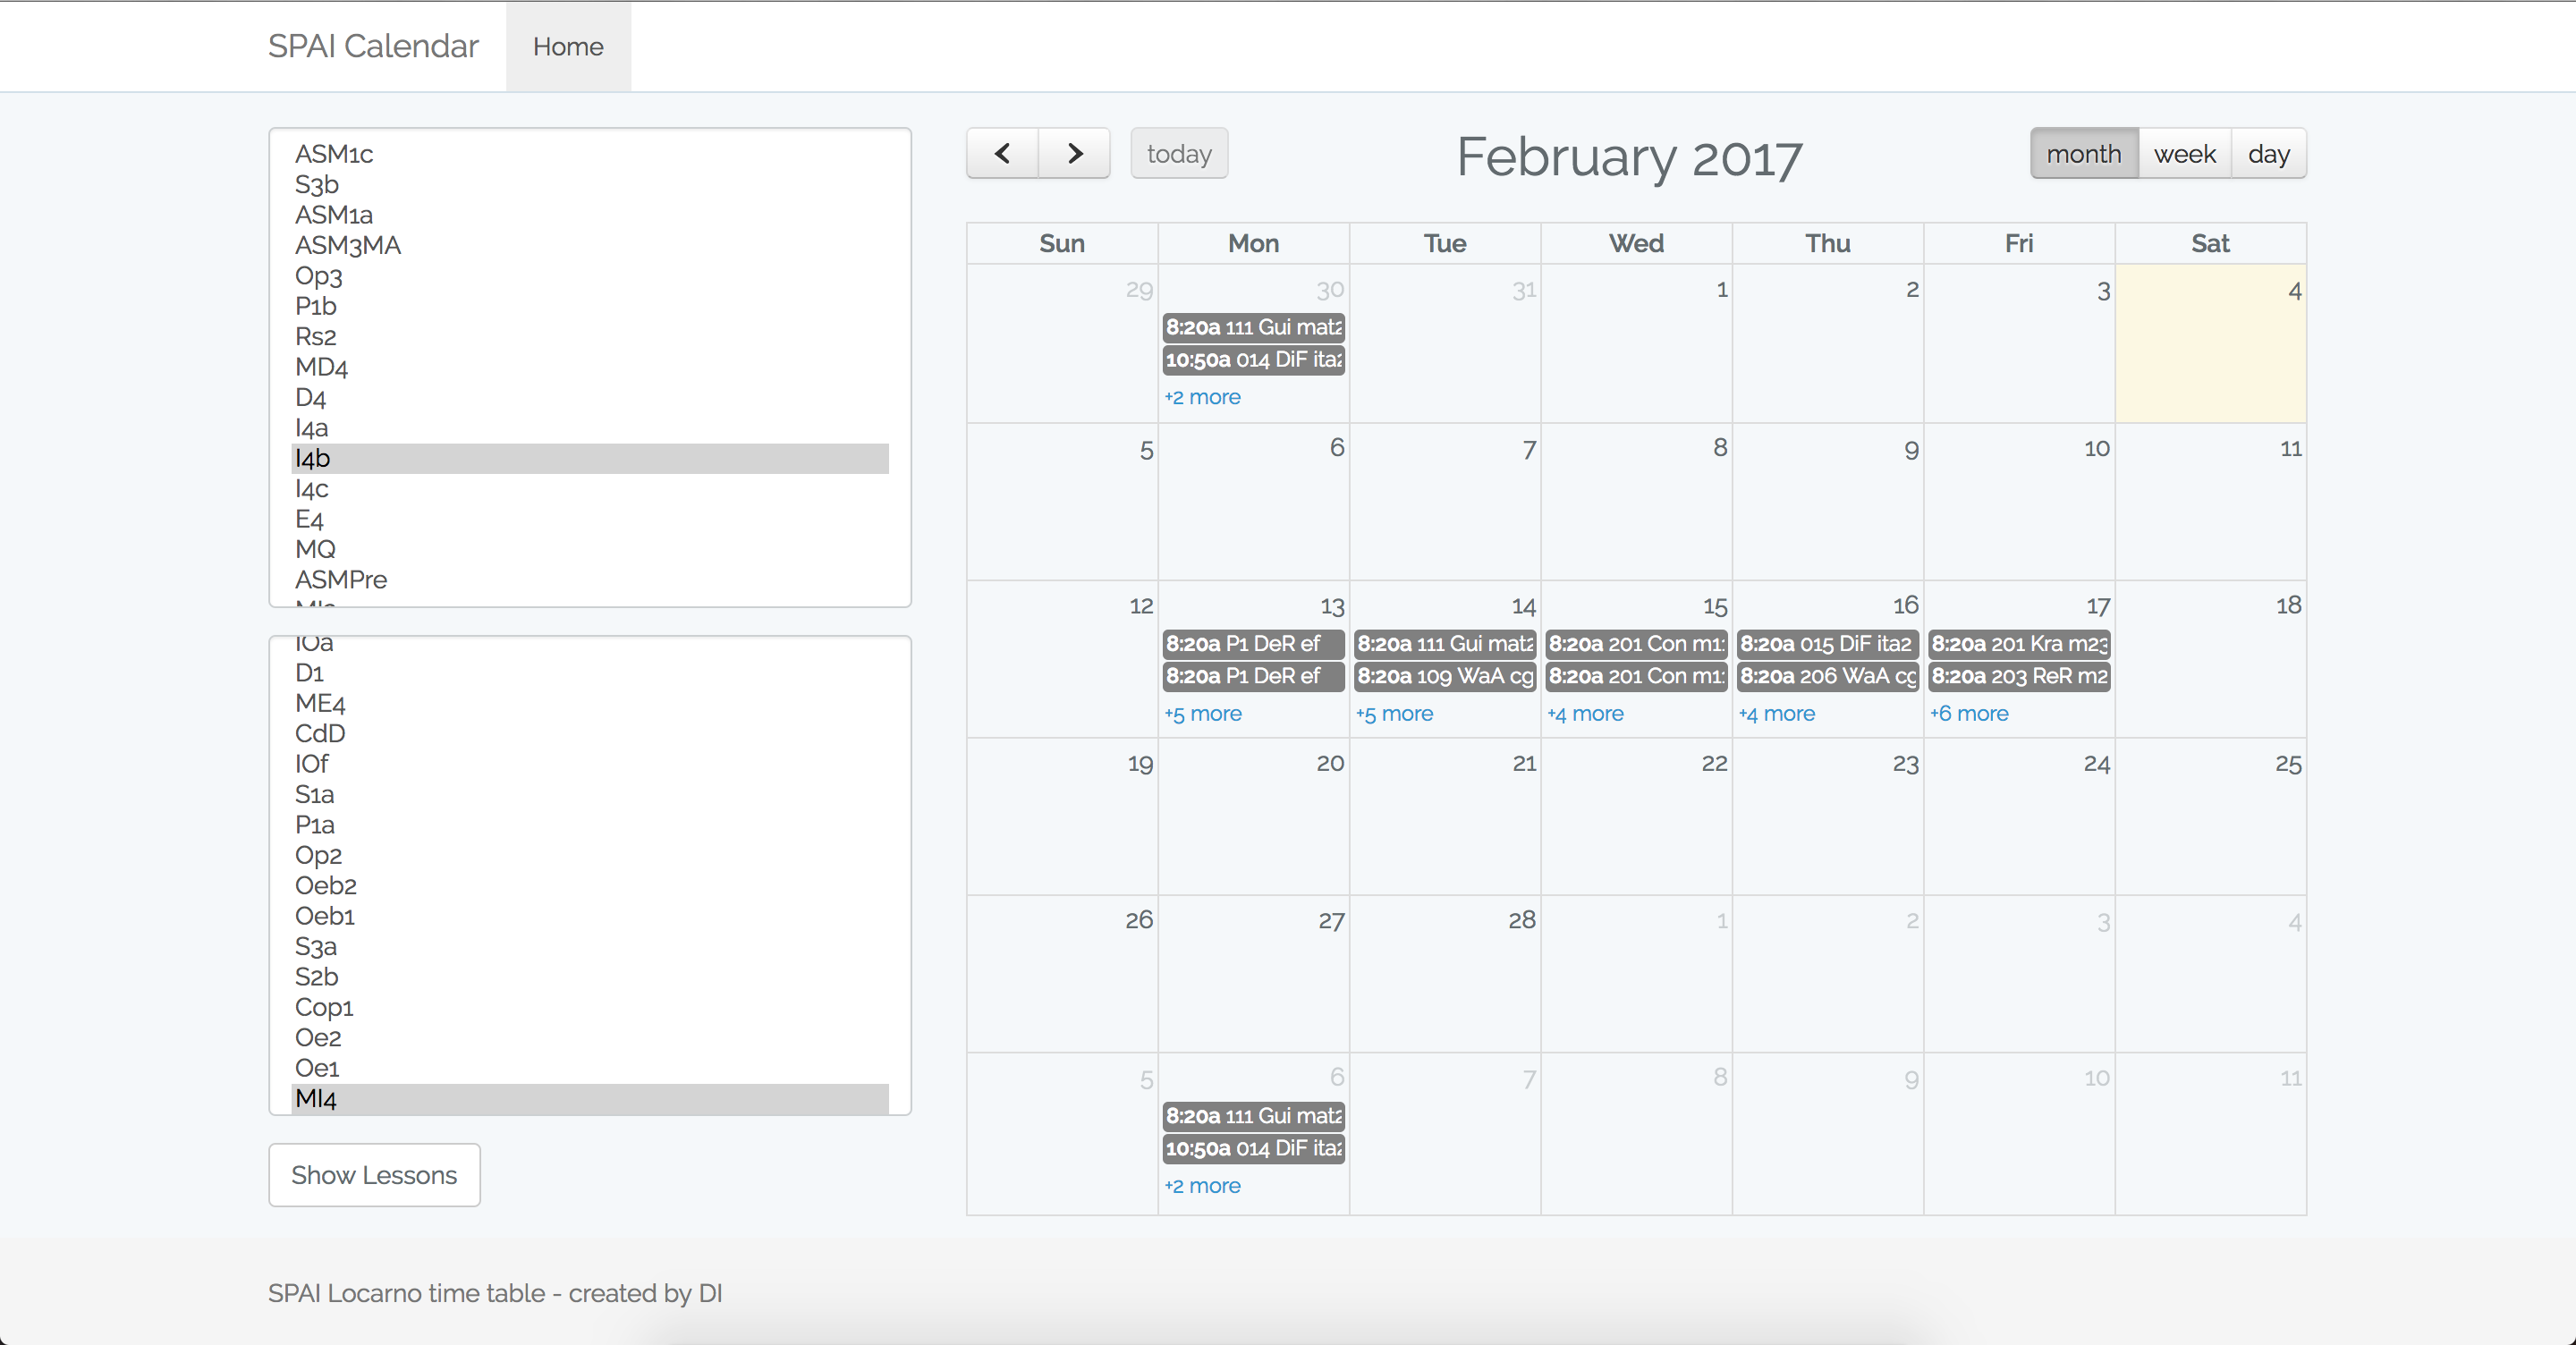 SPAI Calendar Home
ASM1c
S3b
ASM1a
ASM3MA
Op3
P1b
Rs2
MD4
D4
I4a
I4b
I4c
E4
MQ
ASMPre
IOa
D1
ME4
CdD
IOf
S1a
P1a
Op2
Oeb2
Oeb1
S3a
S2b
Cop1
Oe2
Oe1
MI4
Show Lessons
today February 2017 month week day
Sun Mon Tue Wed Thu Fri Sat
29 30 31 1 2 3 4
8:20a 111 Gui mat2
10:50a 014 DiF ita2
+2 more
5 6 7 8 9 10 11
12 13 14 15 16 17 18
8:20a P1 DeR ef 8:20a 111 Gui mat2 8:20a 201 Con m1 8:20a 015 DiF ita2 8:20a 201 Kra m23
8:20a P1 DeR ef 8:20a 109 WaA cg 8:20a 201 Con m1 8:20a 206 WaA cg 8:20a 203 ReR m2
+5 more +5 more +4 more +4 more +6 more
19 20 21 22 23 24 25
26 27 28 1 2 3 4
5 6 7 8 9 10 11
8:20a 111 Gui mat2
10:50a 014 DiF ita2
+2 more
SPAI Locarno time table - created by DI